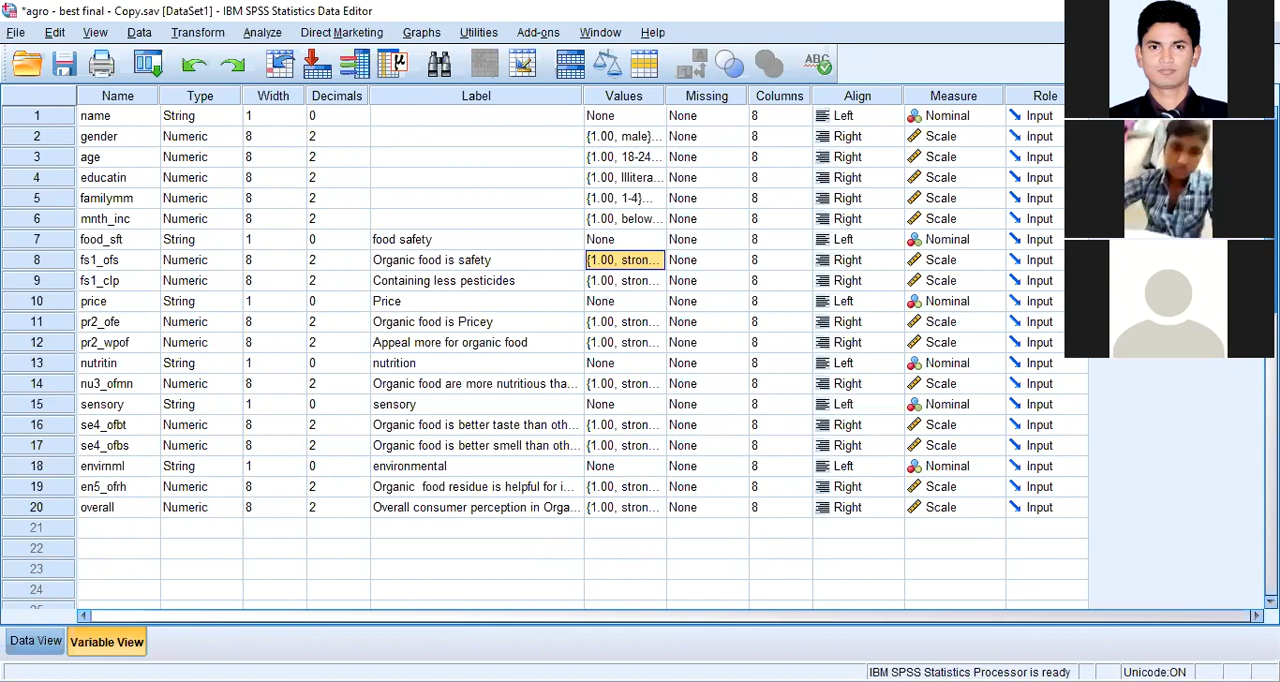 *agro - best final - Copy.sav [DataSet1] - IBM SPSS Statistics Data Editor
File Edit View Data Transform Analyze Direct Marketing Graphs Utilities Add-ons Window Help
μ ABC
Name Type Width Decimals Label Values Missing Columns Align Measure Role
1 name String 1 0 None None 8 Left Nominal Input
2 gender Numeric 8 2 {1.00, male}... None 8 Right Scale Input
3 age Numeric 8 2 {1.00, 18-24... None 8 Right Scale Input
4 educatin Numeric 8 2 {1.00, Illitera... None 8 Right Scale Input
5 familymm Numeric 8 2 {1.00, 1-4}... None 8 Right Scale Input
6 mnth_inc Numeric 8 2 {1.00, below... None 8 Right Scale Input
7 food_sft String 1 0 food safety None None 8 Left Nominal Input
8 fs1_ofs Numeric 8 2 Organic food is safety {1.00, stron... None 8 Right Scale Input
9 fs1_clp Numeric 8 2 Containing less pesticides {1.00, stron... None 8 Right Scale Input
10 price String 1 0 Price None None 8 Left Nominal Input
11 pr2_ofe Numeric 8 2 Organic food is Pricey {1.00, stron... None 8 Right Scale Input
12 pr2_wpof Numeric 8 2 Appeal more for organic food {1.00, stron... None 8 Right Scale Input
13 nutritin String 1 0 nutrition None None 8 Left Nominal Input
14 nu3_ofmn Numeric 8 2 Organic food are more nutritious tha... {1.00, stron... None 8 Right Scale Input
15 sensory String 1 0 sensory None None 8 Left Nominal Input
16 se4_ofbt Numeric 8 2 Organic food is better taste than oth... {1.00, stron... None 8 Right Scale Input
17 se4_ofbs Numeric 8 2 Organic food is better smell than oth... {1.00, stron... None 8 Right Scale Input
18 envirnml String 1 0 environmental None None 8 Left Nominal Input
19 en5_ofrh Numeric 8 2 Organic food residue is helpful for i... {1.00, stron... None 8 Right Scale Input
20 overall Numeric 8 2 Overall consumer perception in Orga... {1.00, stron... None 8 Right Scale Input
21
22
23
24
Data View Variable View
IBM SPSS Statistics Processor is ready Unicode:ON